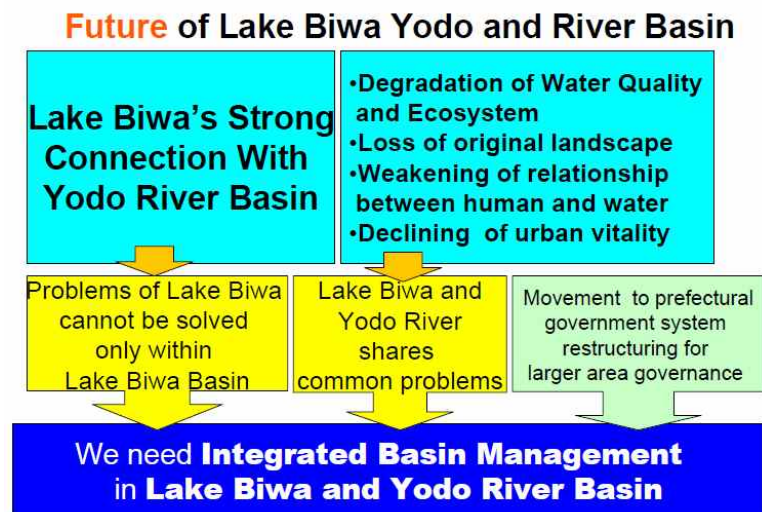 Future of Lake Biwa Yodo and River Basin
Lake Biwa's Strong
Connection With
Yodo River Basin
•Degradation of Water Quality
and Ecosystem
•Loss of original landscape
•Weakening of relationship
between human and water
•Declining of urban vitality
Problems of Lake Biwa
cannot be solved
only within
Lake Biwa Basin
Lake Biwa and
Yodo River
shares
common problems
Movement to prefectural
government system
restructuring for
larger area governance
We need Integrated Basin Management
in Lake Biwa and Yodo River Basin